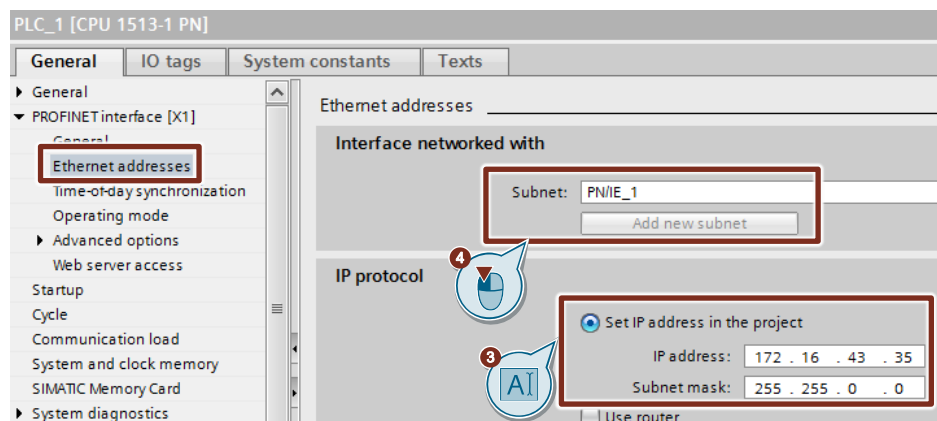 PLC_1 [CPU 1513-1 PN]
General IO tags System constants Texts
General
PROFINET interface [X1]
General
Ethernet addresses
Time-of-day synchronization
Operating mode
Advanced options
Web server access
Startup
Cycle
Communication load
System and clock memory
SIMATIC Memory Card
System diagnostics
Ethernet addresses
Interface networked with
Subnet: PN/IE_1
Add new subnet
4
IP protocol
Set IP address in the project
3
AI
IP address: 172 . 16 . 43 . 35
Subnet mask: 255 . 255 . 0 . 0
Use router